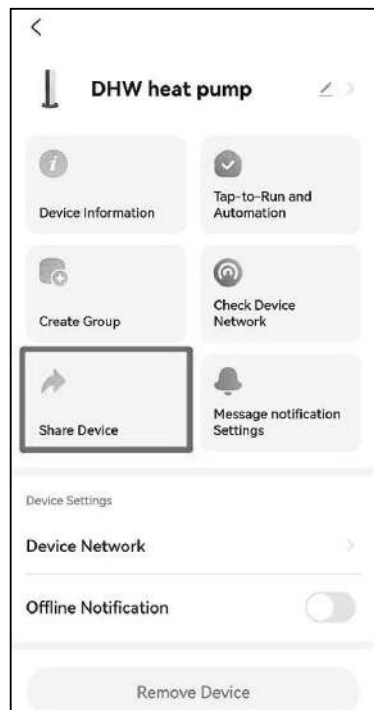 DHW heat pump
Device Information
Tap-to-Run and
Automation
Create Group
Check Device
Network
Share Device
Message notification
Settings
Device Settings
Device Network
Offline Notification
Remove Device